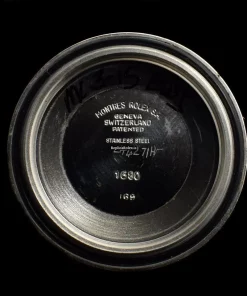 MONTRES ROLEX S.A.
GENEVA
SWITZERLAND
PATENTED
STAINLESS STEEL
1680
169